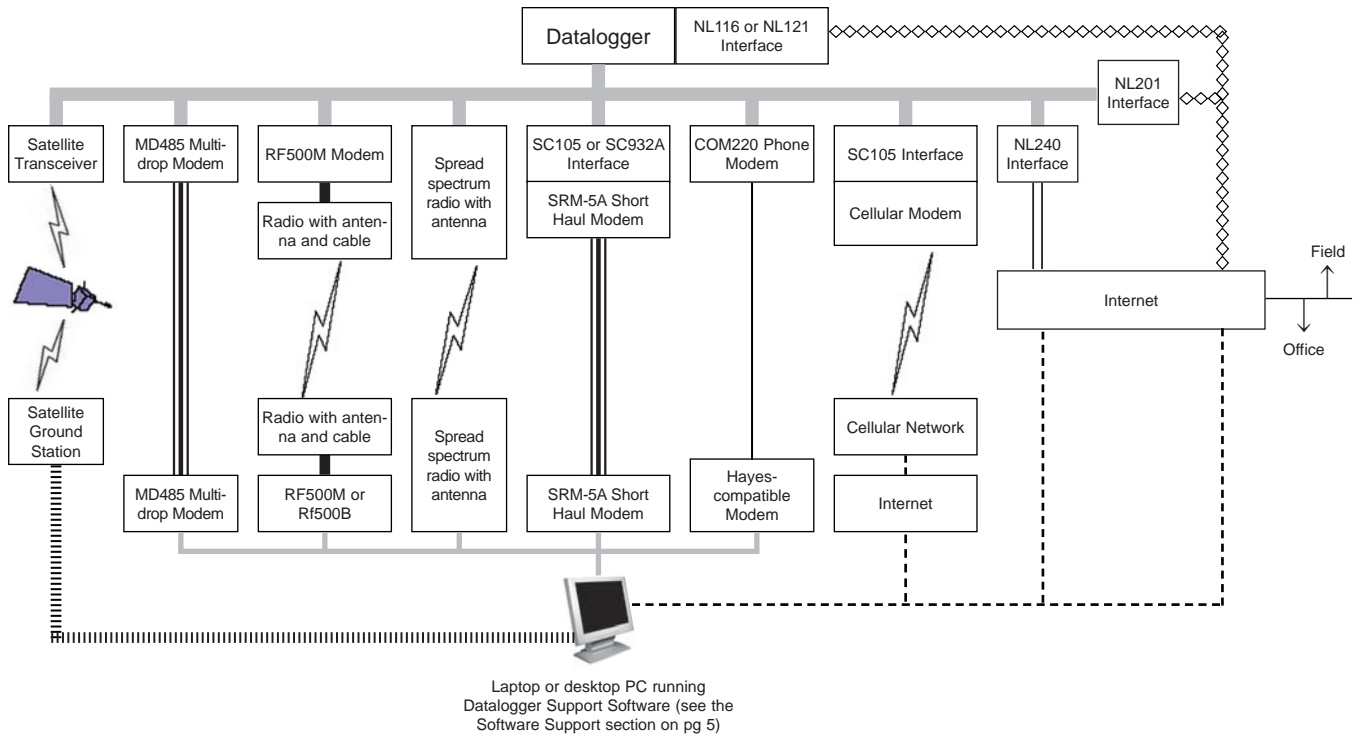 Datalogger
NL116 or NL121
Interface
NL201
Interface
Satellite
Transceiver
MD485 Multi-
drop Modem
RF500M Modem
Spread
spectrum
radio with
antenna
SC105 or SC932A
Interface
COM220 Phone
Modem
SC105 Interface
NL240
Interface
Radio with anten-
na and cable
SRM-5A Short
Haul Modem
Cellular Modem
Internet
Field
Office
Satellite
Ground
Station
Radio with anten-
na and cable
Spread
spectrum
radio with
antenna
Cellular Network
MD485 Multi-
drop Modem
RF500M or
Rf500B
SRM-5A Short
Haul Modem
Hayes-
compatible
Modem
Internet
Laptop or desktop PC running
Datalogger Support Software (see the
Software Support section on pg 5)